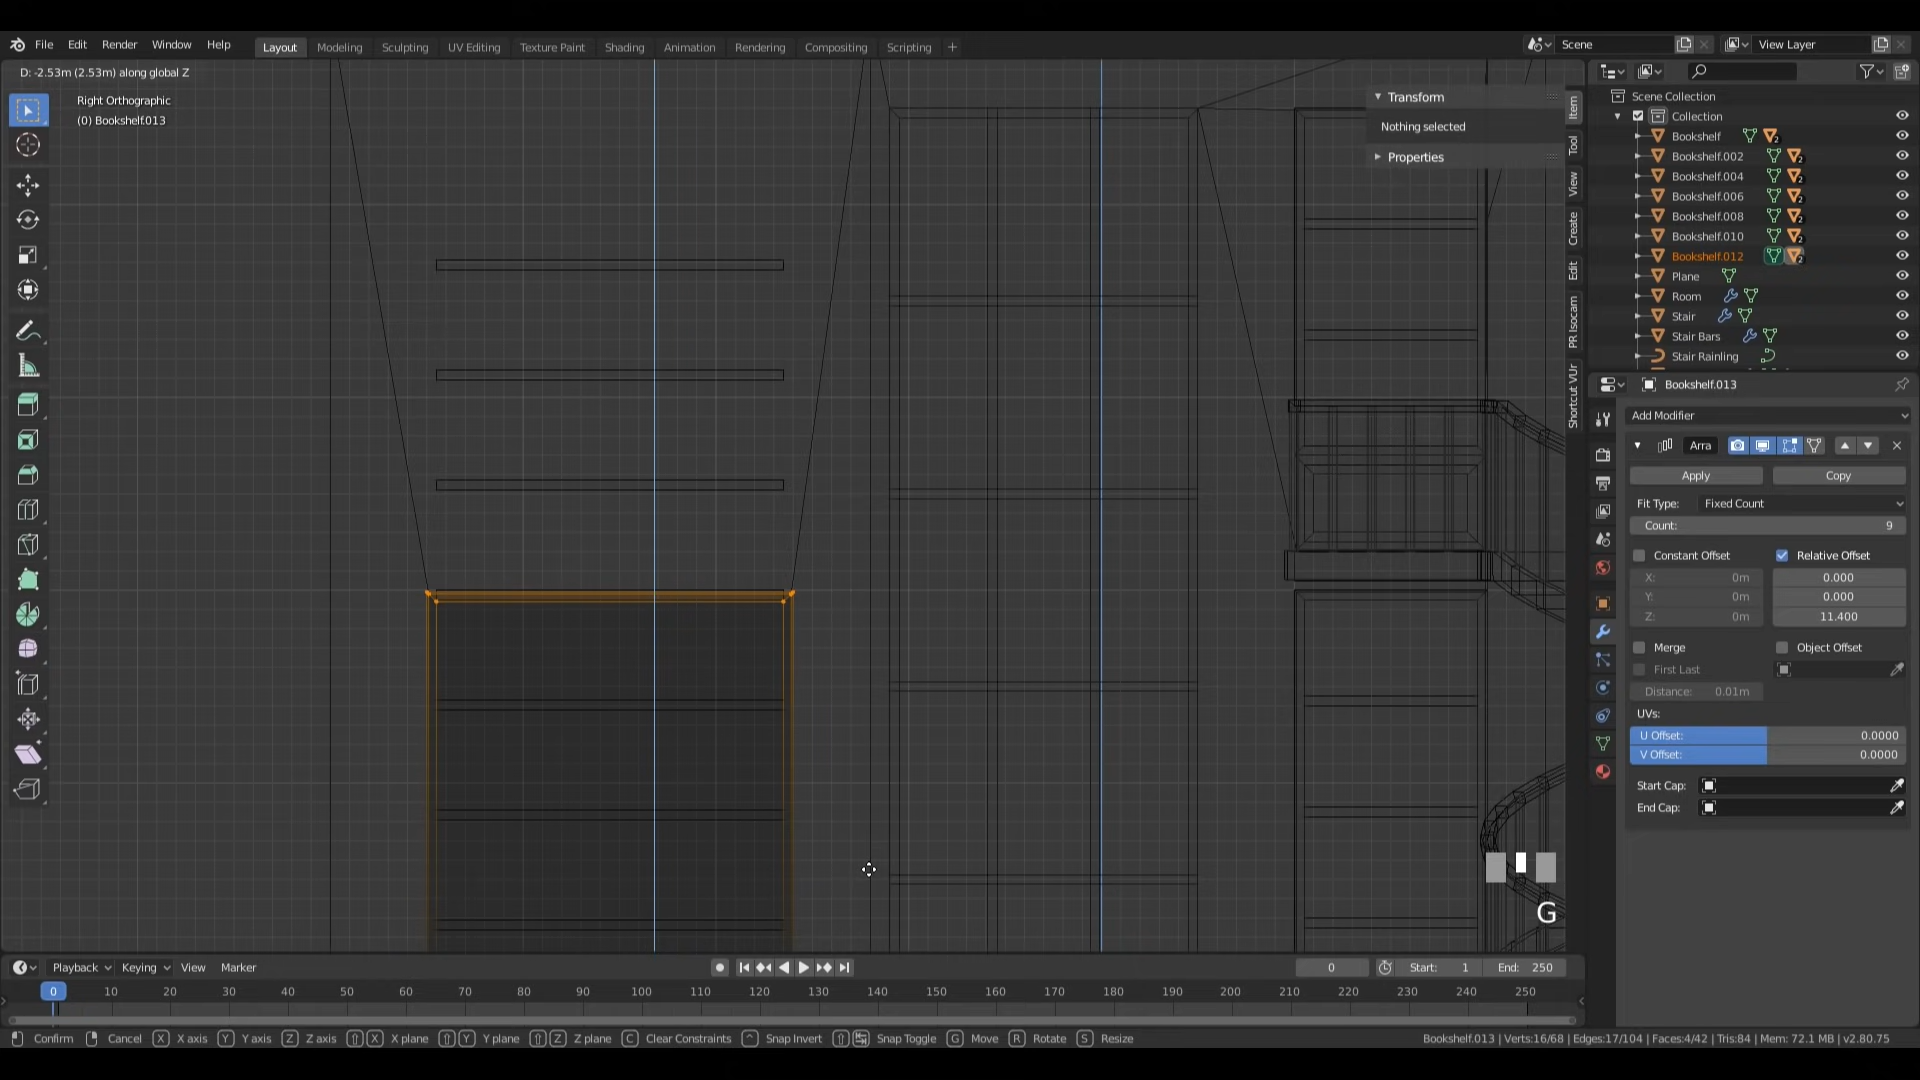 File Edit Render Window Help Layout Modeling Sculpting UV Editing Texture Paint Shading Animation Rendering Compositing Scripting + Scene View Layer
D: -2.53m (2.53m) along global Z
Right Orthographic
(0) Bookshelf.013
Transform
Nothing selected
Properties
Item
Tool
View
Create
Edit
PR Isocam
Shortcut VUr
Scene Collection
Collection
Bookshelf
Bookshelf.002
Bookshelf.004
Bookshelf.006
Bookshelf.008
Bookshelf.010
Bookshelf.012
Plane
Room
Stair
Stair Bars
Stair Rainling
Bookshelf.013
Add Modifier
Arra
Apply Copy
Fit Type: Fixed Count
Count: 9
Constant Offset Relative Offset
X: 0m 0.000
Y: 0m 0.000
Z: 0m 11.400
Merge Object Offset
First Last
Distance: 0.01m
UVs:
U Offset: 0.0000
V Offset: 0.0000
Start Cap:
End Cap:
G
Playback Keying View Marker 0 Start: 1 End: 250
0 10 20 30 40 50 60 70 80 90 100 110 120 130 140 150 160 170 180 190 200 210 220 230 240 250
Confirm Cancel X X axis Y Y axis Z Z axis X X plane Y Y plane Z Z plane C Clear Constraints ^ Snap Invert Snap Toggle G Move R Rotate S Resize Bookshelf.013 | Verts:16/68 | Edges:17/104 | Faces:4/42 | Tris:84 | Mem: 72.1 MB | v2.80.75